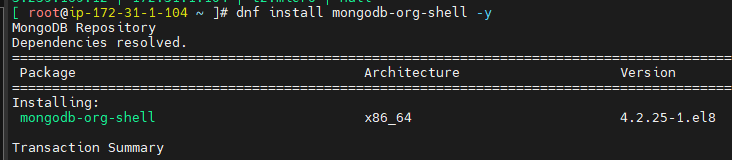 [ root@ip-172-31-1-104 ~ ]# dnf install mongodb-org-shell -y
MongoDB Repository
Dependencies resolved.
Package Architecture Version
Installing:
mongodb-org-shell x86_64 4.2.25-1.el8
Transaction Summary